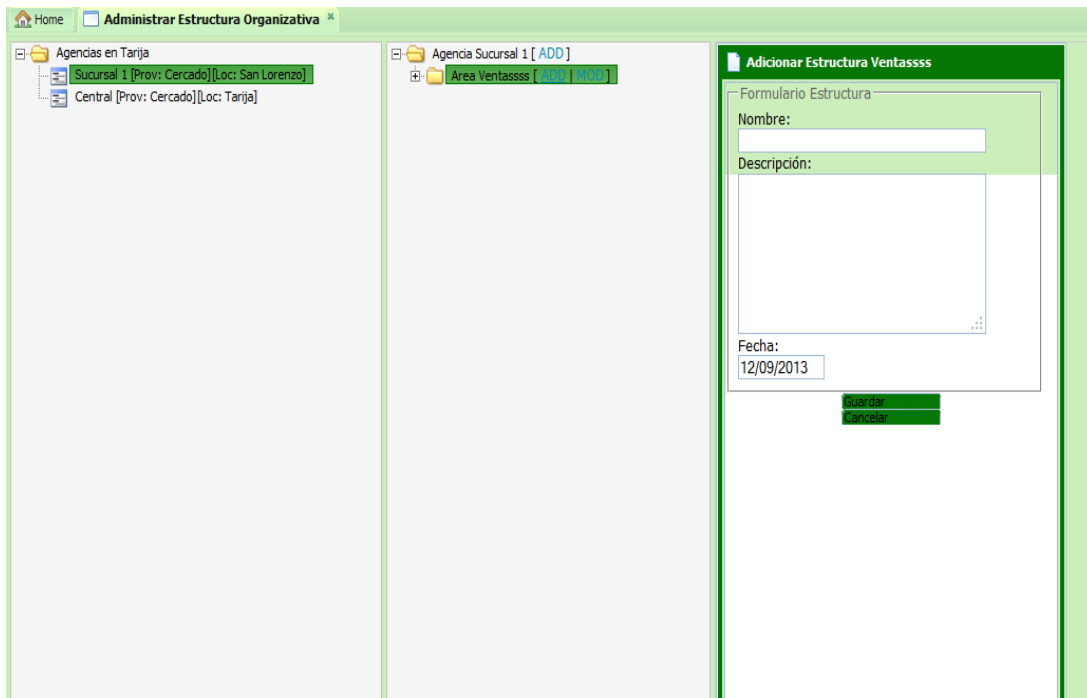 Home
Administrar Estructura Organizativa ×
Agencias en Tarija
Sucursal 1 [Prov: Cercado][Loc: San Lorenzo]
Central [Prov: Cercado][Loc: Tarija]
Agencia Sucursal 1 [ ADD ]
Area Ventassss [ ADD | MOD ]
Adicionar Estructura Ventassss
Formulario Estructura
Nombre:
Descripción:
Fecha:
12/09/2013
Guardar
Cancelar